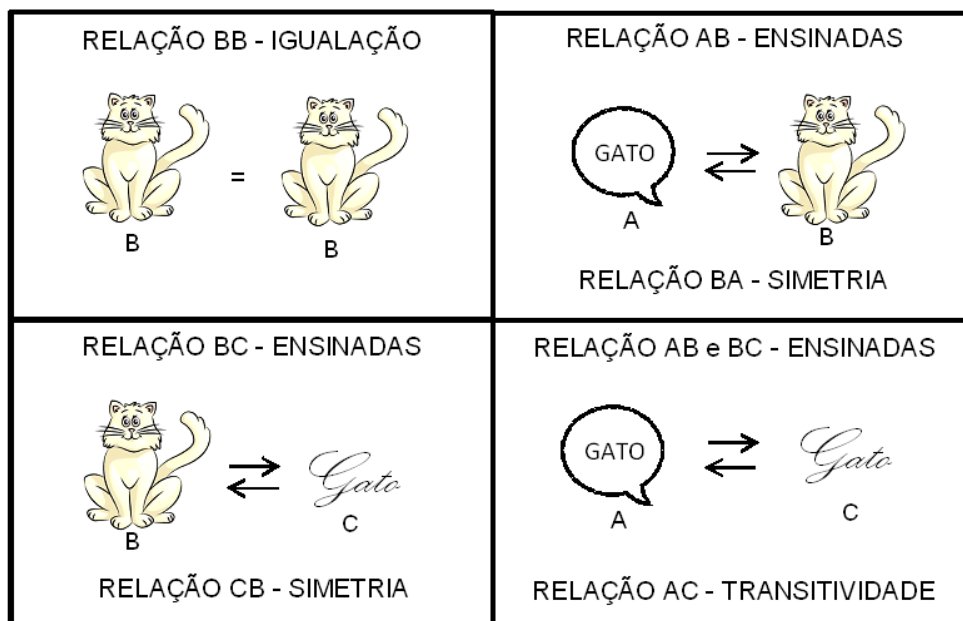 RELAÇÃO BB - IGUALAÇÃO
=
B
B
RELAÇÃO AB - ENSINADAS
GATO
A
B
RELAÇÃO BA - SIMETRIA
RELAÇÃO BC - ENSINADAS
Gato
B
C
RELAÇÃO CB - SIMETRIA
RELAÇÃO AB e BC - ENSINADAS
GATO
Gato
A
C
RELAÇÃO AC - TRANSITIVIDADE